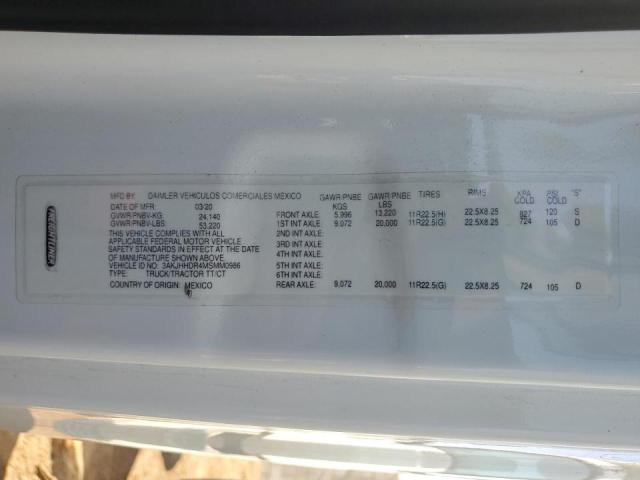 FREIGHTLINER
MFD BY: DAIMLER VEHICULOS COMERCIALES MEXICO
DATE OF MFR: 03/20
GVWR/PNBV-KG: 24,140
GVWR/PNBV-LBS: 53,220
THIS VEHICLE COMPLIES WITH ALL
APPLICABLE FEDERAL MOTOR VEHICLE
SAFETY STANDARDS IN EFFECT AT THE DATE
OF MANUFACTURE SHOWN ABOVE.
VEHICLE ID NO.: 3AKJHHDR4MSMM0986
TYPE: TRUCK/TRACTOR TT/CT
COUNTRY OF ORIGIN: MEXICO
GAWR/PNBE KGS GAWR/PNBE LBS TIRES RIMS KPA COLD PSI COLD "S"
FRONT AXLE: 5,996 13,220 11R22.5(H) 22.5X8.25 827 120 S
1ST INT AXLE: 9,072 20,000 11R22.5(G) 22.5X8.25 724 105 D
2ND INT AXLE:
3RD INT AXLE:
4TH INT AXLE:
5TH INT AXLE:
6TH INT AXLE:
REAR AXLE: 9,072 20,000 11R22.5(G) 22.5X8.25 724 105 D